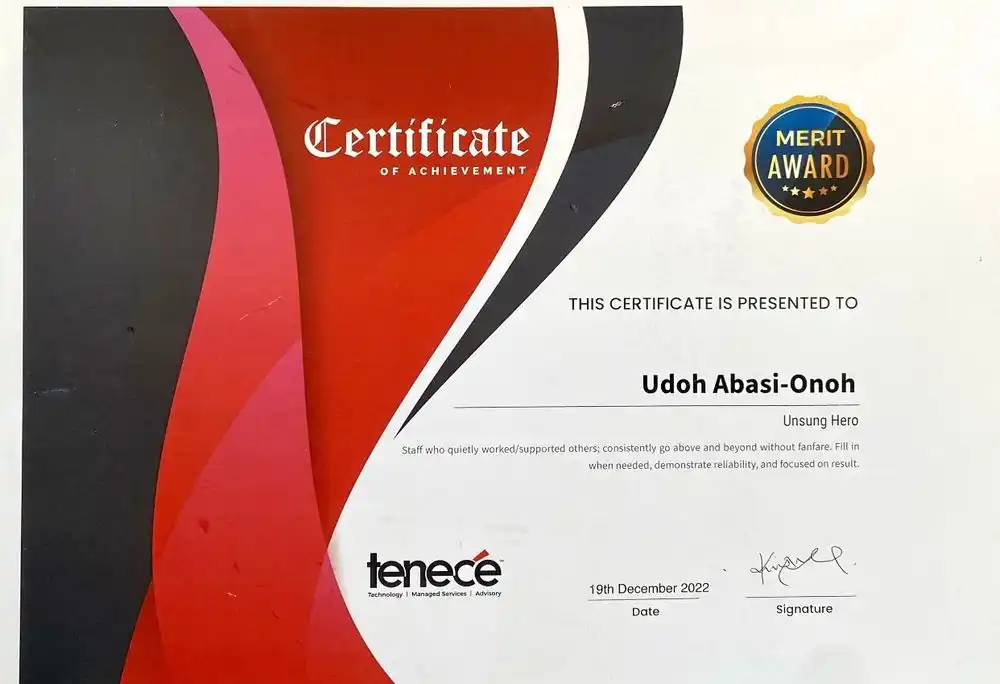 Certificate
OF ACHIEVEMENT
MERIT
AWARD
THIS CERTIFICATE IS PRESENTED TO
Udoh Abasi-Onoh
Unsung Hero
Staff who quietly worked/supported others; consistently go above and beyond without fanfare. Fill in
when needed, demonstrate reliability, and focused on result.
tenecé
Technology | Managed Services | Advisory
19th December 2022
Date
Signature